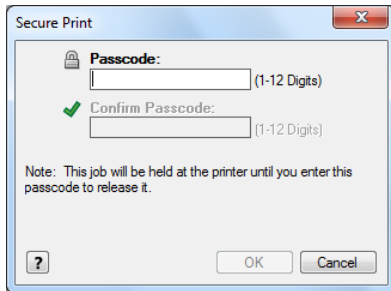 Secure Print
Passcode:
(1-12 Digits)
Confirm Passcode:
(1-12 Digits)
Note: This job will be held at the printer until you enter this
passcode to release it.
? OK Cancel